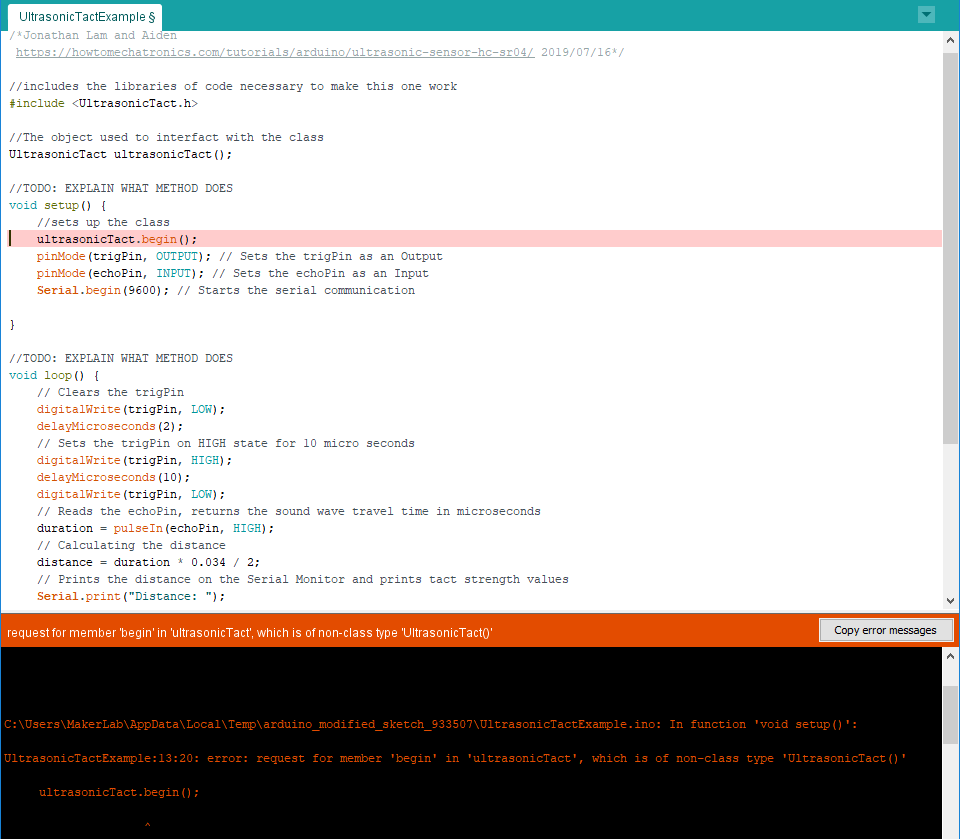 UltrasonicTactExample §
/*Jonathan Lam and Aiden
https://howtomechatronics.com/tutorials/arduino/ultrasonic-sensor-hc-sr04/ 2019/07/16*/
//includes the libraries of code necessary to make this one work
#include <UltrasonicTact.h>
//The object used to interfact with the class
UltrasonicTact ultrasonicTact();
//TODO: EXPLAIN WHAT METHOD DOES
void setup() {
//sets up the class
ultrasonicTact.begin();
pinMode(trigPin, OUTPUT); // Sets the trigPin as an Output
pinMode(echoPin, INPUT); // Sets the echoPin as an Input
Serial.begin(9600); // Starts the serial communication
}
//TODO: EXPLAIN WHAT METHOD DOES
void loop() {
// Clears the trigPin
digitalWrite(trigPin, LOW);
delayMicroseconds(2);
// Sets the trigPin on HIGH state for 10 micro seconds
digitalWrite(trigPin, HIGH);
delayMicroseconds(10);
digitalWrite(trigPin, LOW);
// Reads the echoPin, returns the sound wave travel time in microseconds
duration = pulseIn(echoPin, HIGH);
// Calculating the distance
distance = duration * 0.034 / 2;
// Prints the distance on the Serial Monitor and prints tact strength values
Serial.print("Distance: ");
request for member 'begin' in 'ultrasonicTact', which is of non-class type 'UltrasonicTact()'
Copy error messages
C:\Users\MakerLab\AppData\Local\Temp\arduino_modified_sketch_933507\UltrasonicTactExample.ino: In function 'void setup()':
UltrasonicTactExample:13:20: error: request for member 'begin' in 'ultrasonicTact', which is of non-class type 'UltrasonicTact()'
ultrasonicTact.begin();
^